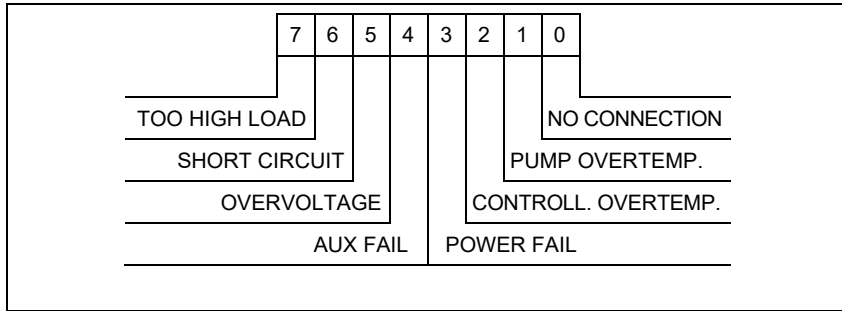 7 6 5 4 3 2 1 0
TOO HIGH LOAD NO CONNECTION
SHORT CIRCUIT PUMP OVERTEMP.
OVERVOLTAGE CONTROLL. OVERTEMP.
AUX FAIL POWER FAIL